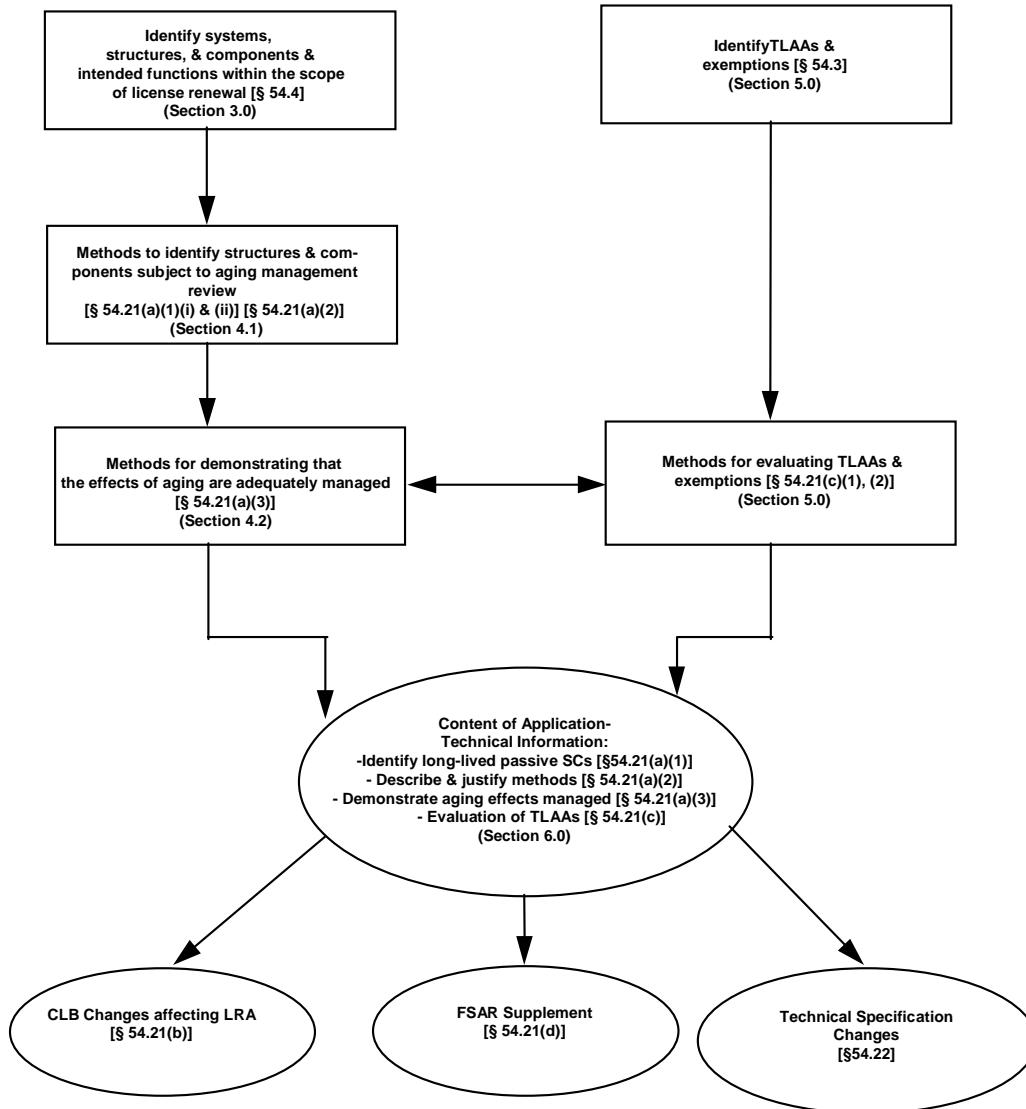 Identify systems,
structures, & components &
intended functions within the scope
of license renewal [§ 54.4]
(Section 3.0)
IdentifyTLAAs &
exemptions [§ 54.3]
(Section 5.0)
Methods to identify structures & com-
ponents subject to aging management
review
[§ 54.21(a)(1)(i) & (ii)] [§ 54.21(a)(2)]
(Section 4.1)
Methods for demonstrating that
the effects of aging are adequately managed
[§ 54.21(a)(3)]
(Section 4.2)
Methods for evaluating TLAAs &
exemptions [§ 54.21(c)(1), (2)]
(Section 5.0)
Content of Application-
Technical Information:
-Identify long-lived passive SCs [§54.21(a)(1)]
- Describe & justify methods [§ 54.21(a)(2)]
- Demonstrate aging effects managed [§ 54.21(a)(3)]
- Evaluation of TLAAs [§ 54.21(c)]
(Section 6.0)
CLB Changes affecting LRA
[§ 54.21(b)]
FSAR Supplement
[§ 54.21(d)]
Technical Specification
Changes
[§54.22]